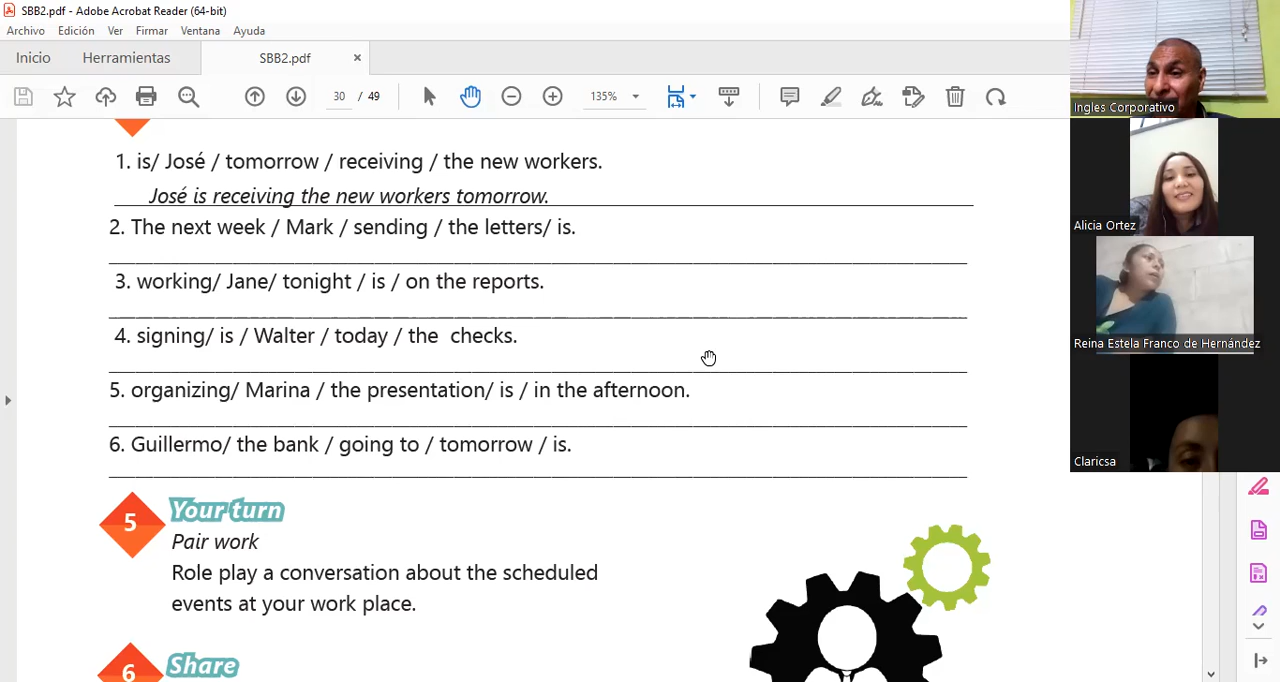 SBB2.pdf - Adobe Acrobat Reader (64-bit)
Archivo Edición Ver Firmar Ventana Ayuda
Inicio Herramientas SBB2.pdf ×
30 / 49 135%
1. is/ José / tomorrow / receiving / the new workers.
José is receiving the new workers tomorrow.
2. The next week / Mark / sending / the letters/ is.
3. working/ Jane/ tonight / is / on the reports.
4. signing/ is / Walter / today / the checks.
5. organizing/ Marina / the presentation/ is / in the afternoon.
6. Guillermo/ the bank / going to / tomorrow / is.
5 Your turn
Pair work
Role play a conversation about the scheduled
events at your work place.
6 Share
Ingles Corporativo
Alicia Ortez
Reina Estela Franco de Hernández
Claricsa